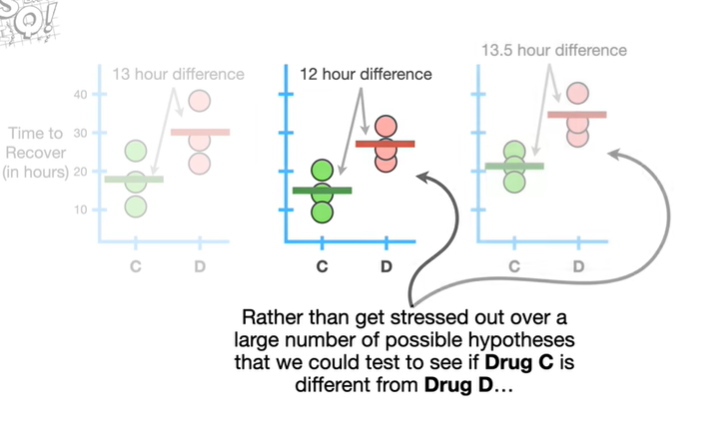 SQ!
13.5 hour difference
13 hour difference
12 hour difference
40
30
20
10
Time to
Recover
(in hours)
C D
C D
C D
Rather than get stressed out over a
large number of possible hypotheses
that we could test to see if Drug C is
different from Drug D...